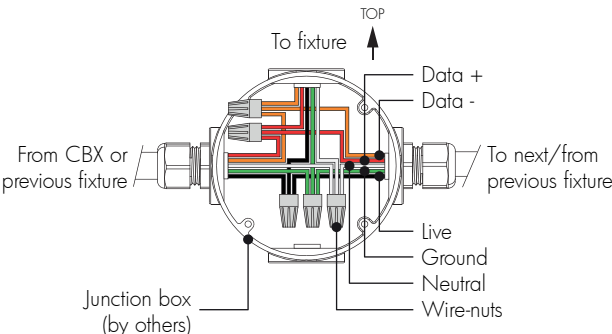 TOP
To fixture
Data +
Data -
From CBX or
previous fixture
To next/from
previous fixture
Live
Ground
Neutral
Wire-nuts
Junction box
(by others)